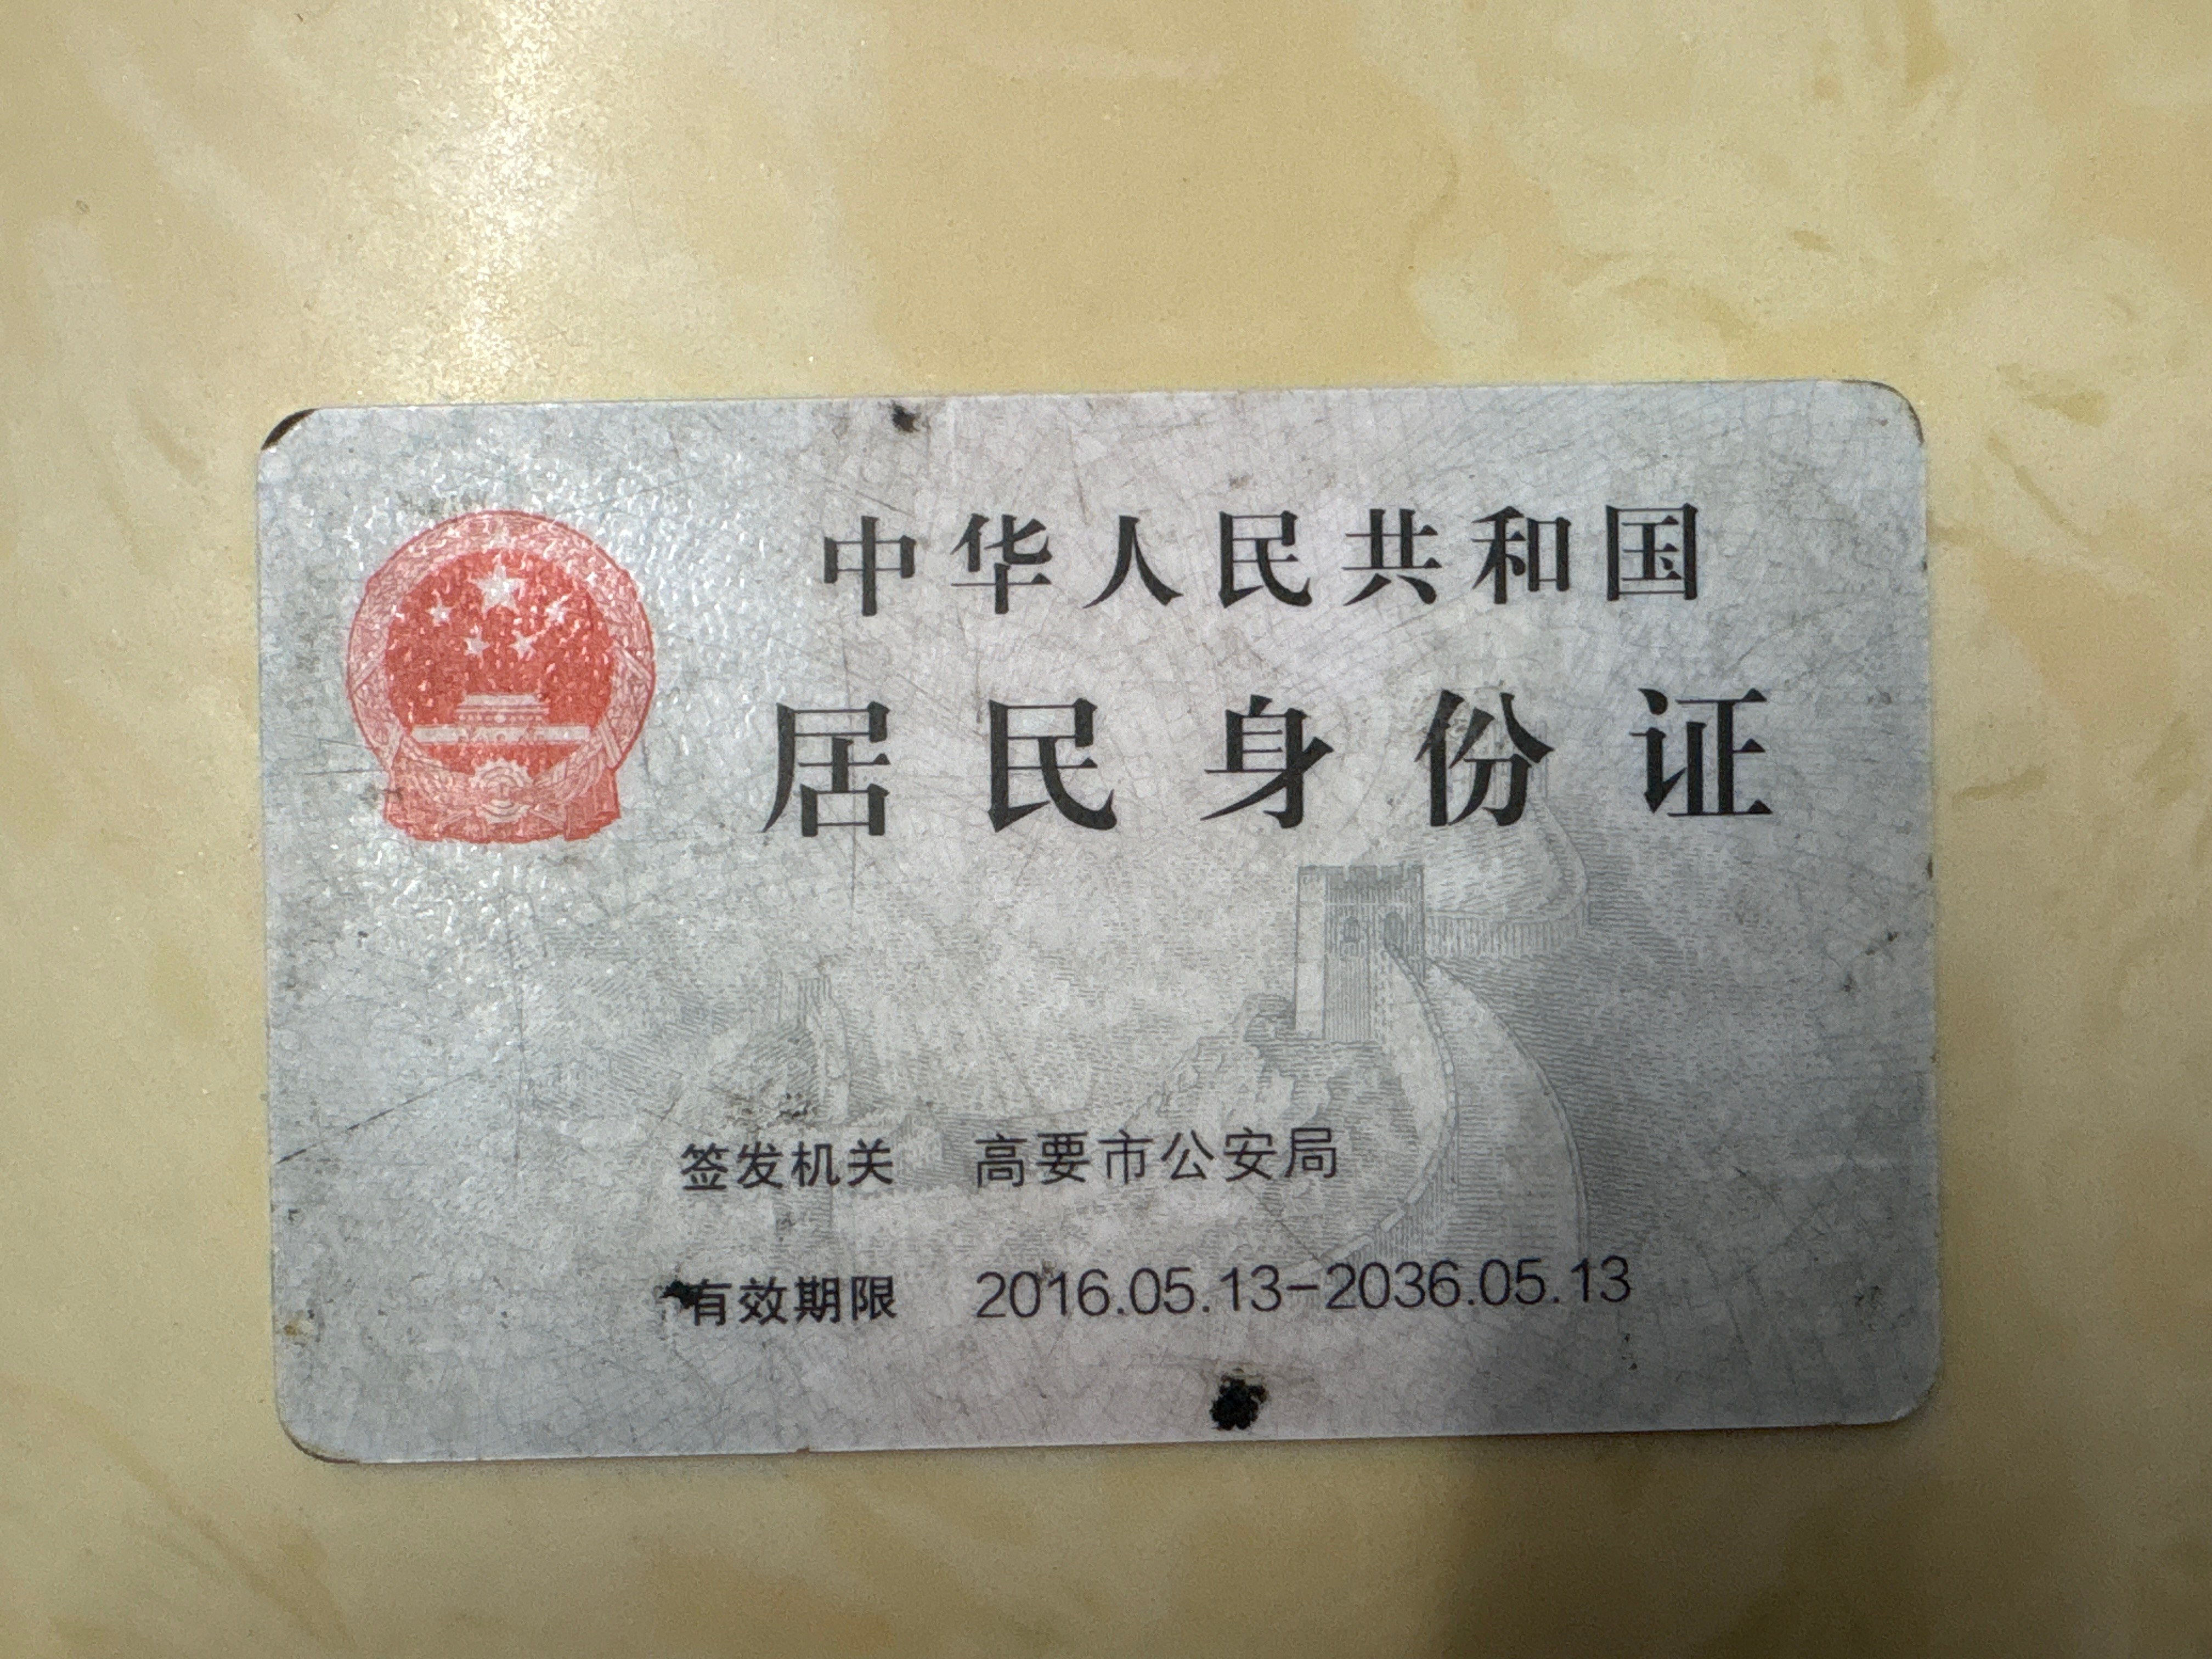 中华人民共和国
居民身份证
签发机关 高要市公安局
有效期限 2016.05.13-2036.05.13